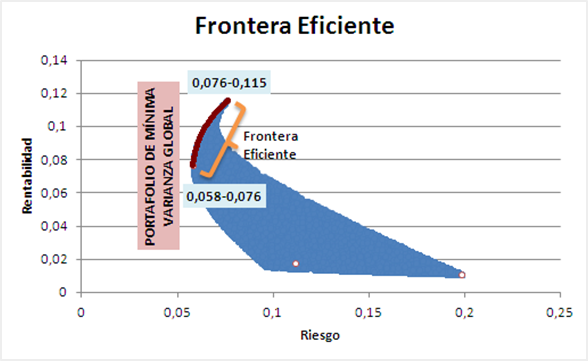 Frontera Eficiente
0,14
0,12
0,1
0,08
0,06
0,04
0,02
0
Rentabilidad
PORTAFOLIO DE MÍNIMA
VARIANZA GLOBAL
0,076-0,115
Frontera
Eficiente
0,058-0,076
0
0,05
0,1
0,15
0,2
0,25
Riesgo